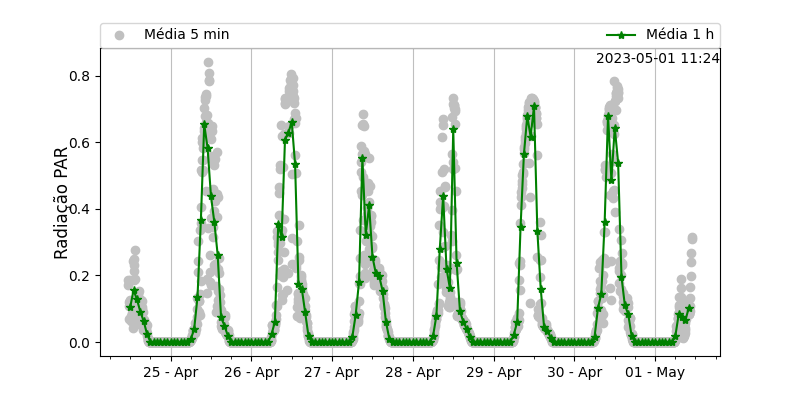 Média 5 min
Média 1 h
2023-05-01 11:24
Radiação PAR
0.8
0.6
0.4
0.2
0.0
25 - Apr
26 - Apr
27 - Apr
28 - Apr
29 - Apr
30 - Apr
01 - May